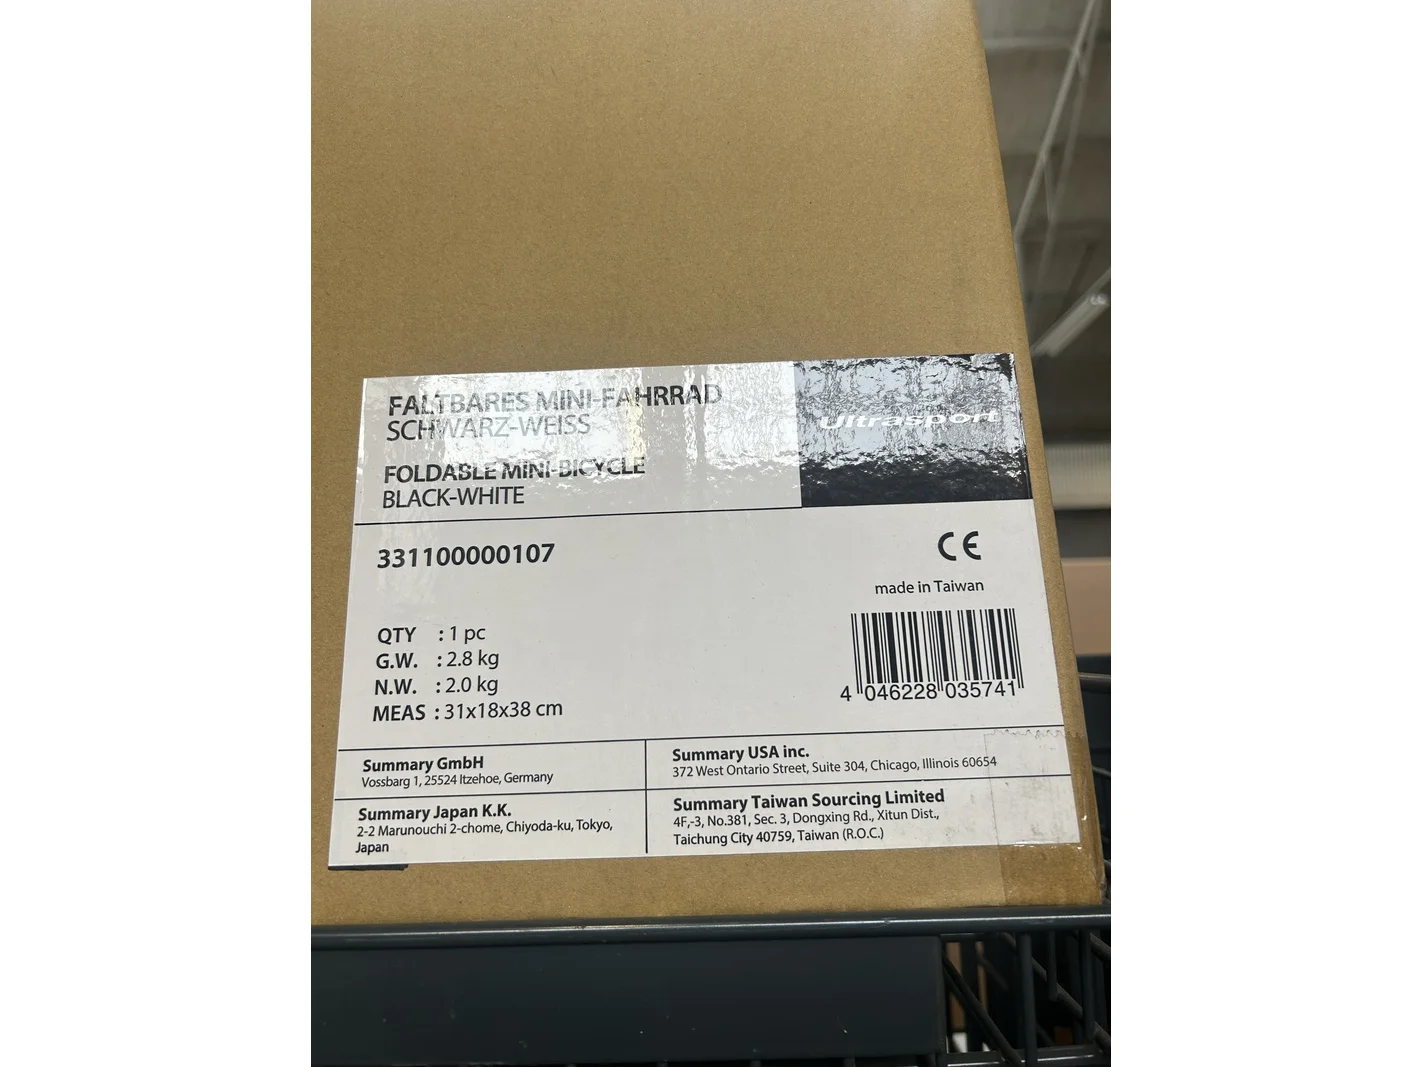 FALTBARES MINI-FAHRRAD
SCHWARZ-WEISS
FOLDABLE MINI-BICYCLE
BLACK-WHITE
Ultrasport
331100000107
CE
made in Taiwan
QTY : 1 pc
G.W. : 2.8 kg
N.W. : 2.0 kg
MEAS : 31x18x38 cm
4 046228 035741
Summary GmbH
Vossbarg 1, 25524 Itzehoe, Germany
Summary USA inc.
372 West Ontario Street, Suite 304, Chicago, Illinois 60654
Summary Japan K.K.
2-2 Marunouchi 2-chome, Chiyoda-ku, Tokyo,
Japan
Summary Taiwan Sourcing Limited
4F,-3, No.381, Sec. 3, Dongxing Rd., Xitun Dist.,
Taichung City 40759, Taiwan (R.O.C.)